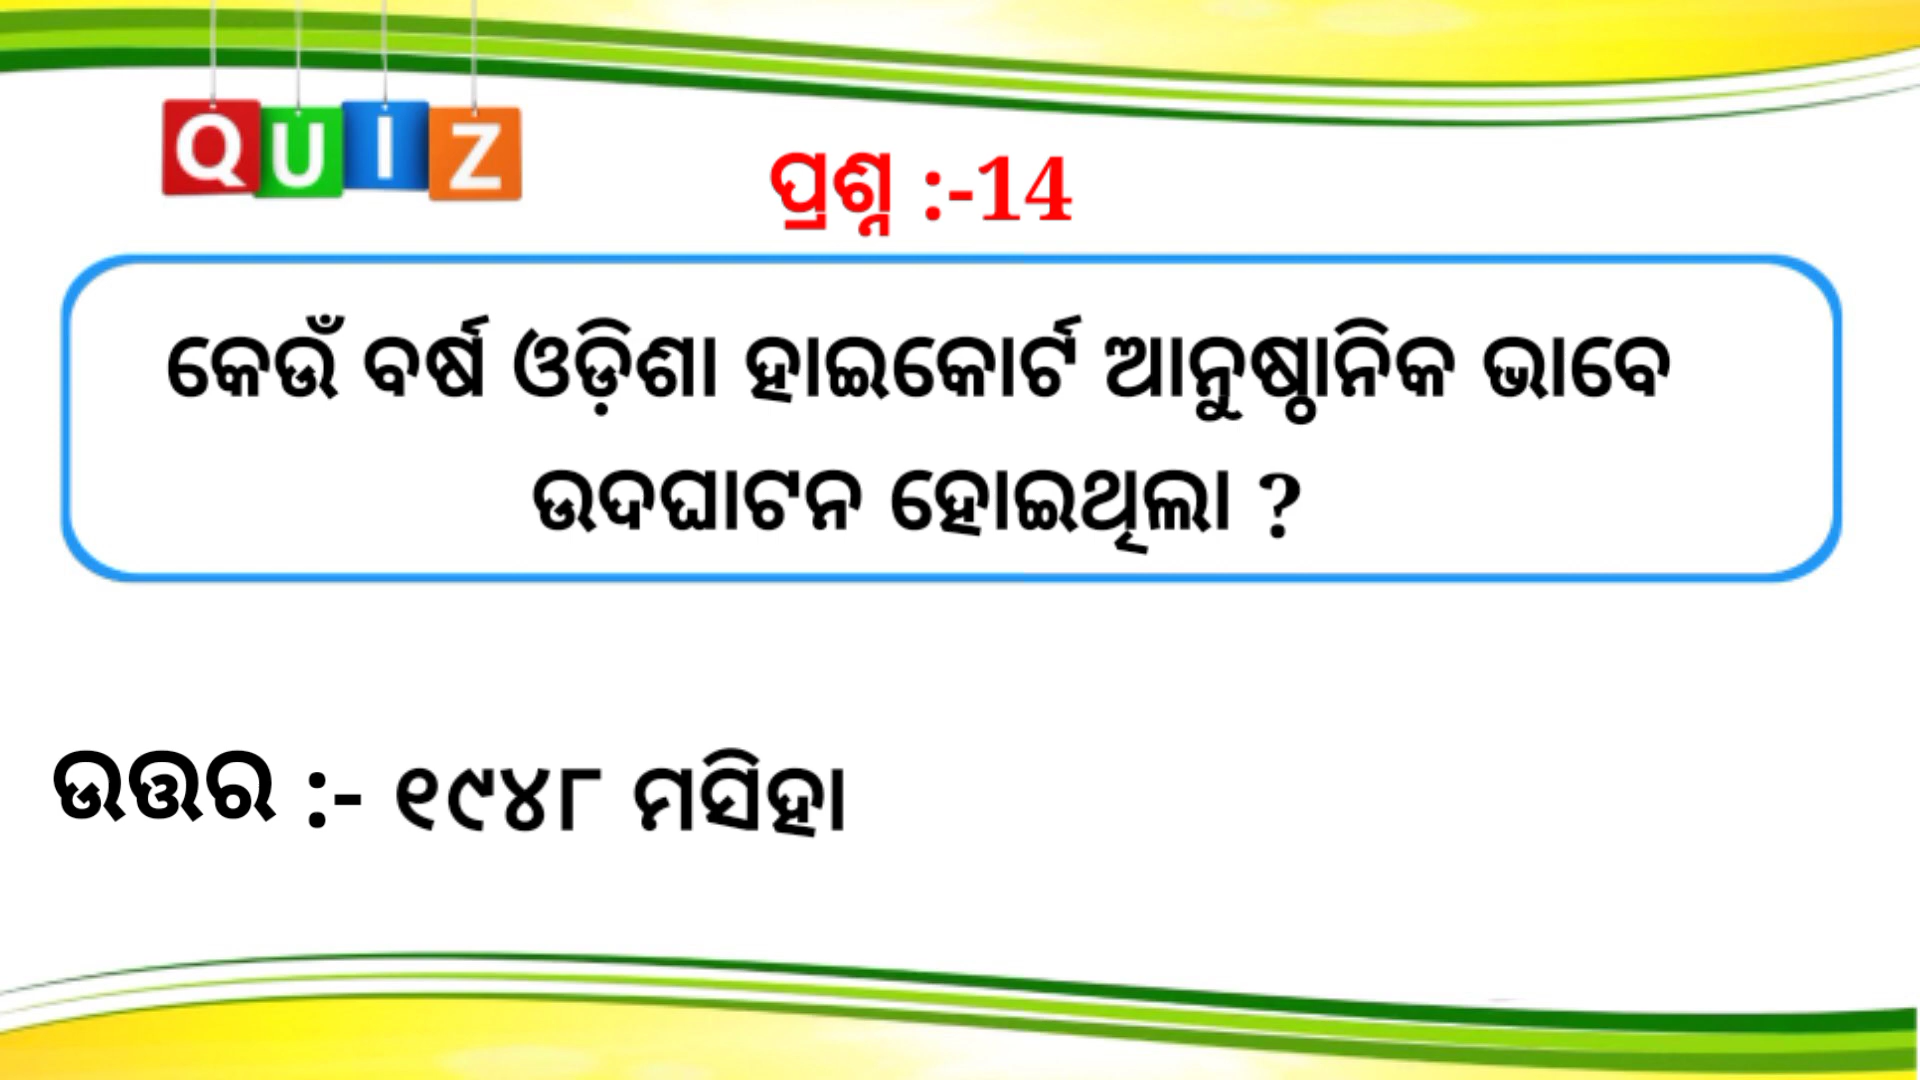 QUIZ
ପ୍ରଶ୍ନ :-14
କେଉଁ ବର୍ଷ ଓଡ଼ିଶା ହାଇକୋର୍ଟ ଆନୁଷ୍ଠାନିକ ଭାବେ
ଉଦଘାଟନ ହୋଇଥିଲା ?
ଉତ୍ତର :- ୧୯୪୮ ମସିହା